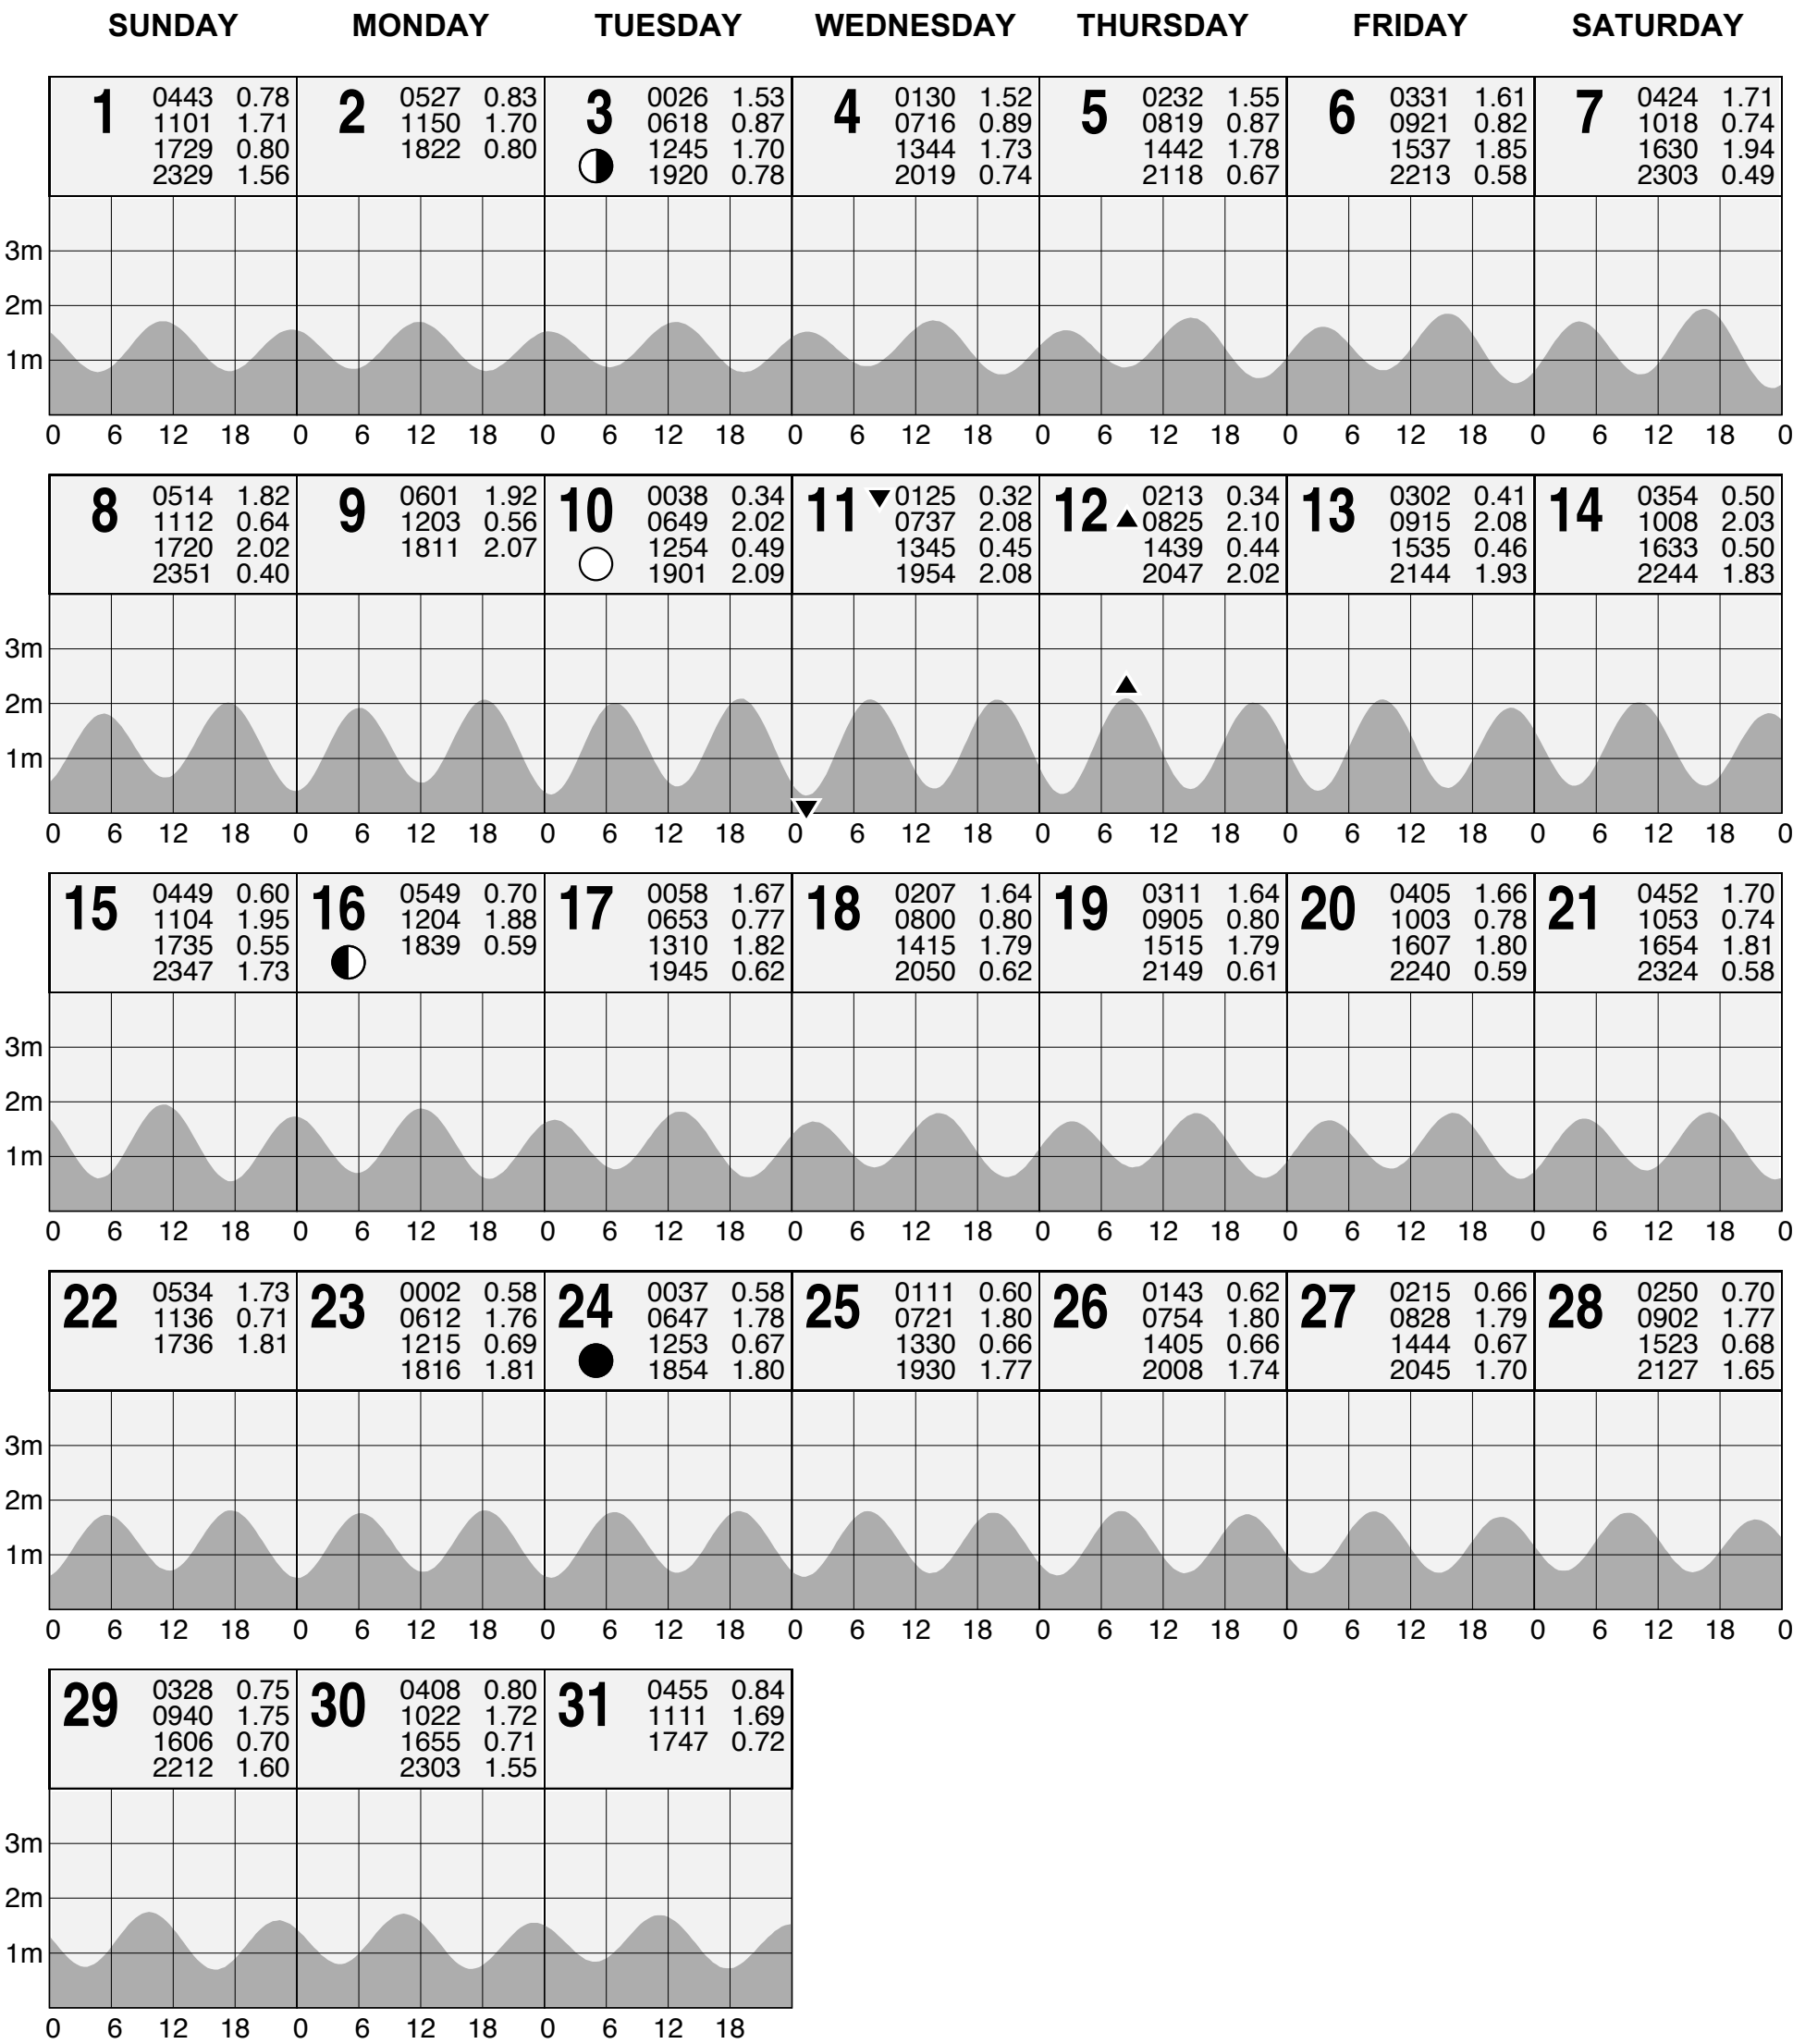 SUNDAY MONDAY TUESDAY WEDNESDAY THURSDAY FRIDAY SATURDAY
1 0443 0.78
1101 1.71
1729 0.80
2329 1.56
2 0527 0.83
1150 1.70
1822 0.80
3 0026 1.53
0618 0.87
1245 1.70
1920 0.78
4 0130 1.52
0716 0.89
1344 1.73
2019 0.74
5 0232 1.55
0819 0.87
1442 1.78
2118 0.67
6 0331 1.61
0921 0.82
1537 1.85
2213 0.58
7 0424 1.71
1018 0.74
1630 1.94
2303 0.49
3m
2m
1m
0 6 12 18 0 6 12 18 0 6 12 18 0 6 12 18 0 6 12 18 0 6 12 18 0 6 12 18 0
8 0514 1.82
1112 0.64
1720 2.02
2351 0.40
9 0601 1.92
1203 0.56
1811 2.07
10 0038 0.34
0649 2.02
1254 0.49
1901 2.09
11 0125 0.32
0737 2.08
1345 0.45
1954 2.08
12 0213 0.34
0825 2.10
1439 0.44
2047 2.02
13 0302 0.41
0915 2.08
1535 0.46
2144 1.93
14 0354 0.50
1008 2.03
1633 0.50
2244 1.83
3m
2m
1m
0 6 12 18 0 6 12 18 0 6 12 18 0 6 12 18 0 6 12 18 0 6 12 18 0 6 12 18 0
15 0449 0.60
1104 1.95
1735 0.55
2347 1.73
16 0549 0.70
1204 1.88
1839 0.59
17 0058 1.67
0653 0.77
1310 1.82
1945 0.62
18 0207 1.64
0800 0.80
1415 1.79
2050 0.62
19 0311 1.64
0905 0.80
1515 1.79
2149 0.61
20 0405 1.66
1003 0.78
1607 1.80
2240 0.59
21 0452 1.70
1053 0.74
1654 1.81
2324 0.58
3m
2m
1m
0 6 12 18 0 6 12 18 0 6 12 18 0 6 12 18 0 6 12 18 0 6 12 18 0 6 12 18 0
22 0534 1.73
1136 0.71
1736 1.81
23 0002 0.58
0612 1.76
1215 0.69
1816 1.81
24 0037 0.58
0647 1.78
1253 0.67
1854 1.80
25 0111 0.60
0721 1.80
1330 0.66
1930 1.77
26 0143 0.62
0754 1.80
1405 0.66
2008 1.74
27 0215 0.66
0828 1.79
1444 0.67
2045 1.70
28 0250 0.70
0902 1.77
1523 0.68
2127 1.65
3m
2m
1m
0 6 12 18 0 6 12 18 0 6 12 18 0 6 12 18 0 6 12 18 0 6 12 18 0 6 12 18 0
29 0328 0.75
0940 1.75
1606 0.70
2212 1.60
30 0408 0.80
1022 1.72
1655 0.71
2303 1.55
31 0455 0.84
1111 1.69
1747 0.72
3m
2m
1m
0 6 12 18 0 6 12 18 0 6 12 18